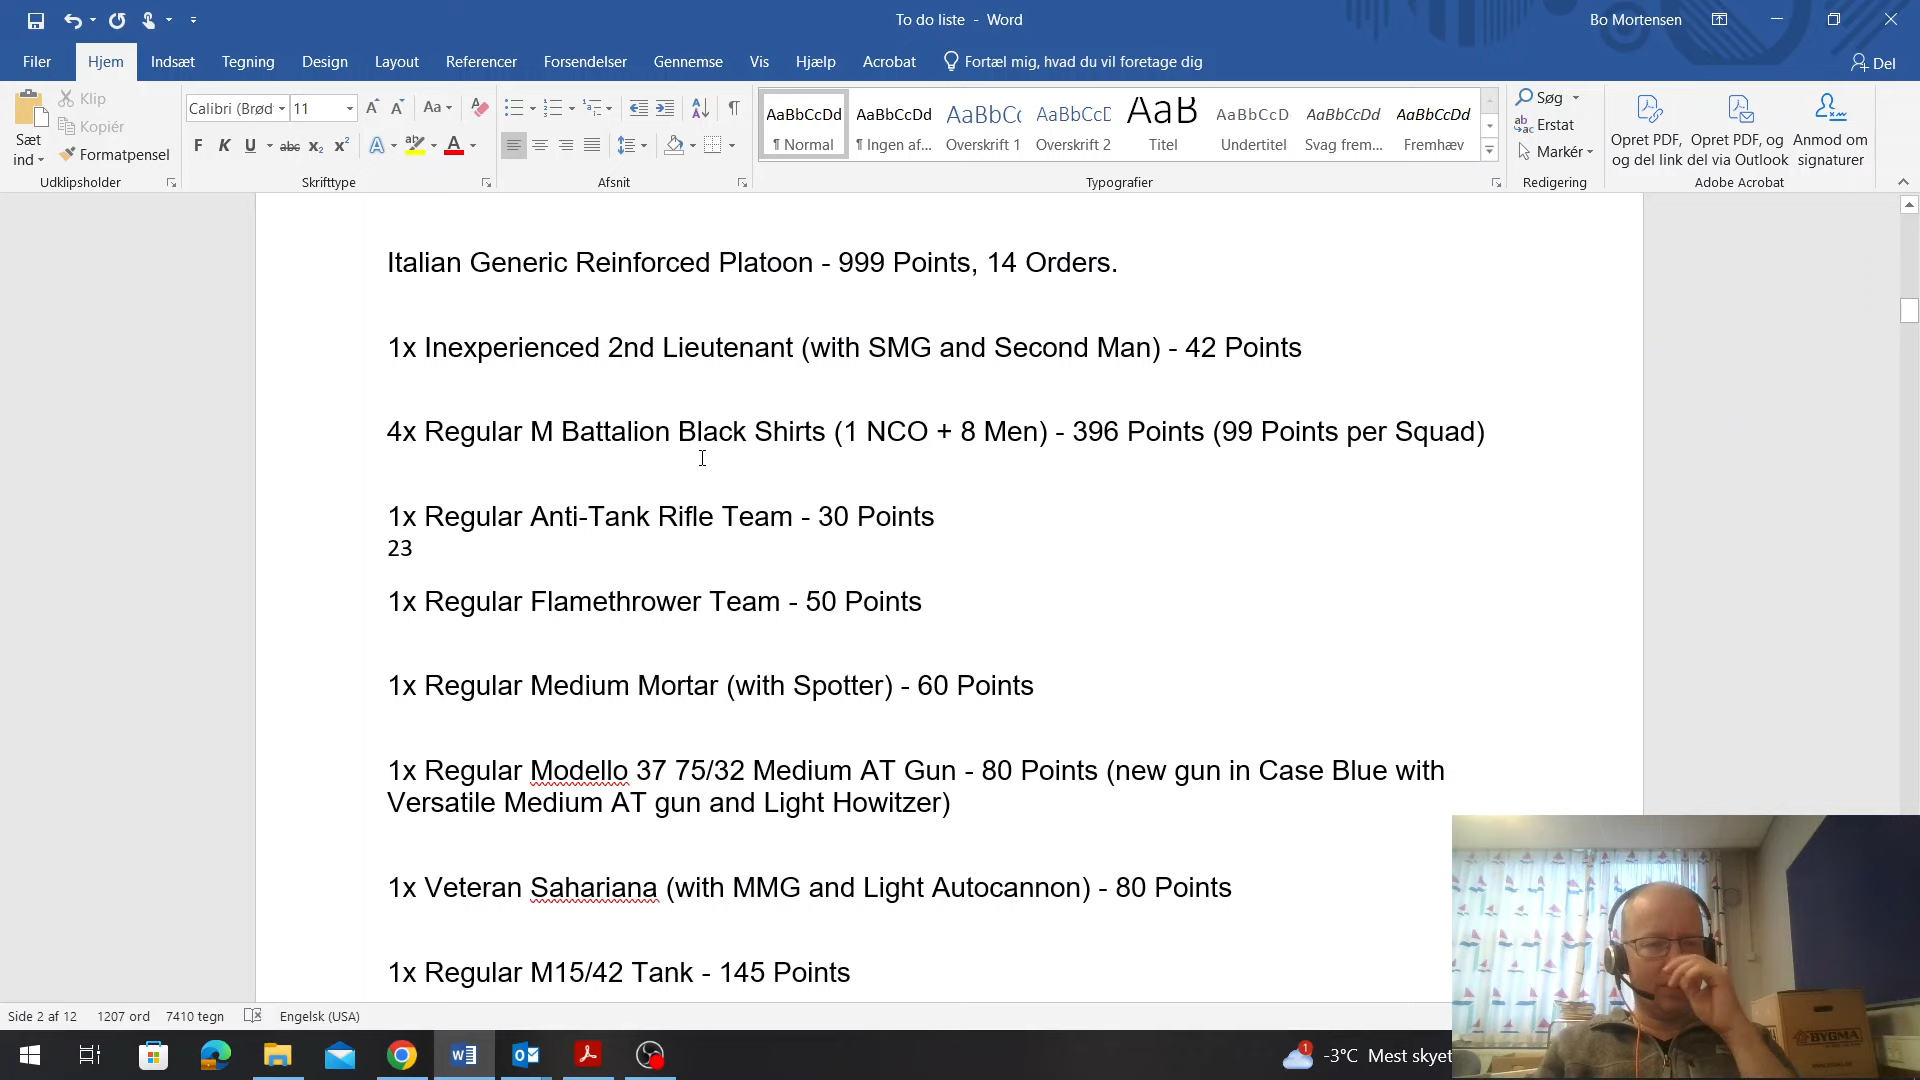 To do liste - Word
Bo Mortensen
Filer Hjem Indsæt Tegning Design Layout Referencer Forsendelser Gennemse Vis Hjælp Acrobat Fortæl mig, hvad du vil foretage dig Del
Sæt ind
Klip
Kopiér
Formatpensel
Udklipsholder
Calibri (Brød 11
F K U abc x₂ x²
Skrifttype
Afsnit
AaBbCcDd AaBbCcDd AaBbCc AaBbCcD AaB AaBbCcD AaBbCcDd AaBbCcDd
¶ Normal ¶ Ingen af... Overskrift 1 Overskrift 2 Titel Undertitel Svag frem... Fremhæv
Typografier
Søg
Erstat
Markér
Redigering
Opret PDF, og del link
Opret PDF, og del via Outlook
Anmod om signaturer
Adobe Acrobat
Italian Generic Reinforced Platoon - 999 Points, 14 Orders.
1x Inexperienced 2nd Lieutenant (with SMG and Second Man) - 42 Points
4x Regular M Battalion Black Shirts (1 NCO + 8 Men) - 396 Points (99 Points per Squad)
1x Regular Anti-Tank Rifle Team - 30 Points
23
1x Regular Flamethrower Team - 50 Points
1x Regular Medium Mortar (with Spotter) - 60 Points
1x Regular Modello 37 75/32 Medium AT Gun - 80 Points (new gun in Case Blue with
Versatile Medium AT gun and Light Howitzer)
1x Veteran Sahariana (with MMG and Light Autocannon) - 80 Points
1x Regular M15/42 Tank - 145 Points
BYGMA
Side 2 af 12 1207 ord 7410 tegn Engelsk (USA)
1 -3°C Mest skyet